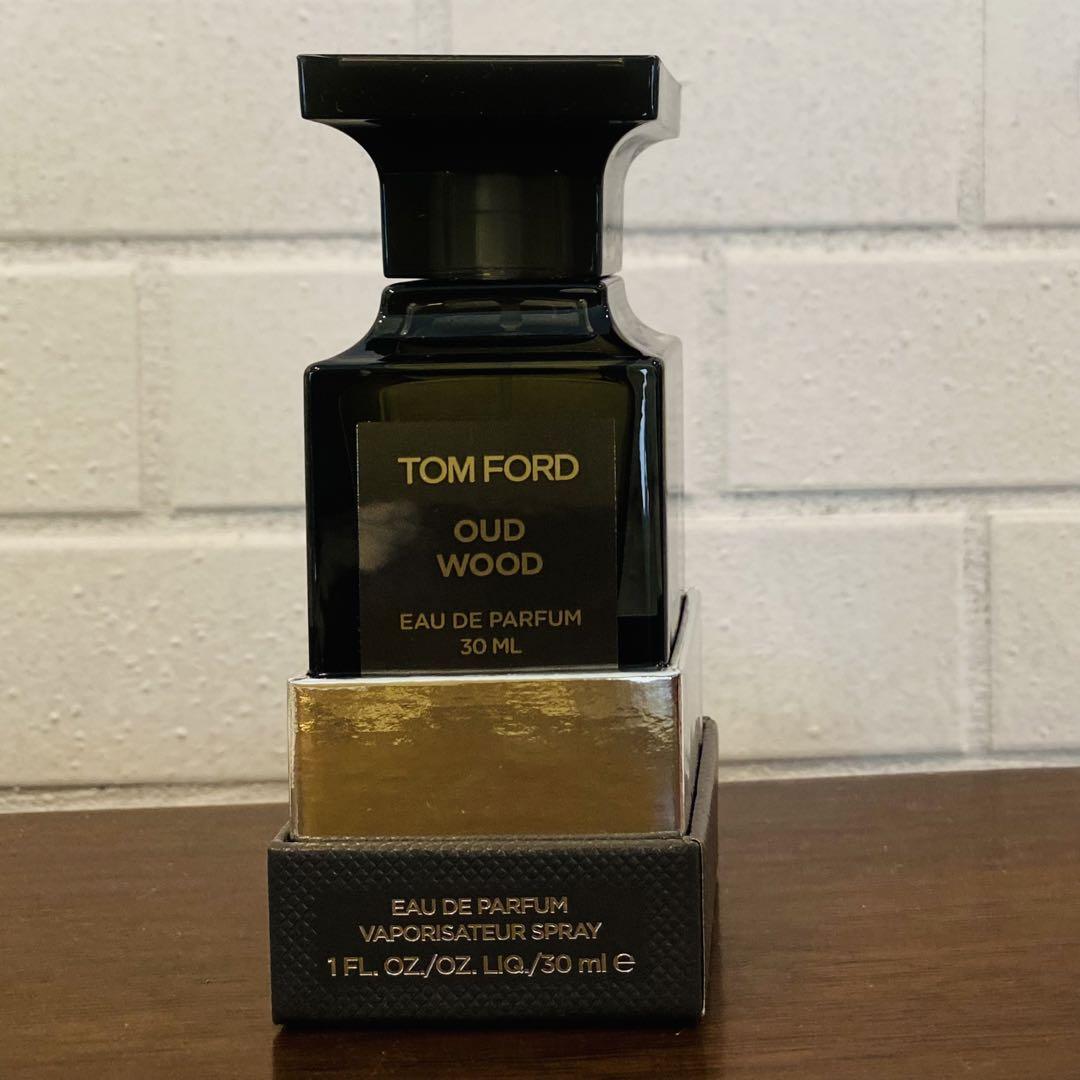 TOM FORD
OUD
WOOD
EAU DE PARFUM
30 ML
EAU DE PARFUM
VAPORISATEUR SPRAY
1 FL. OZ./OZ. LIQ./30 ml ℮